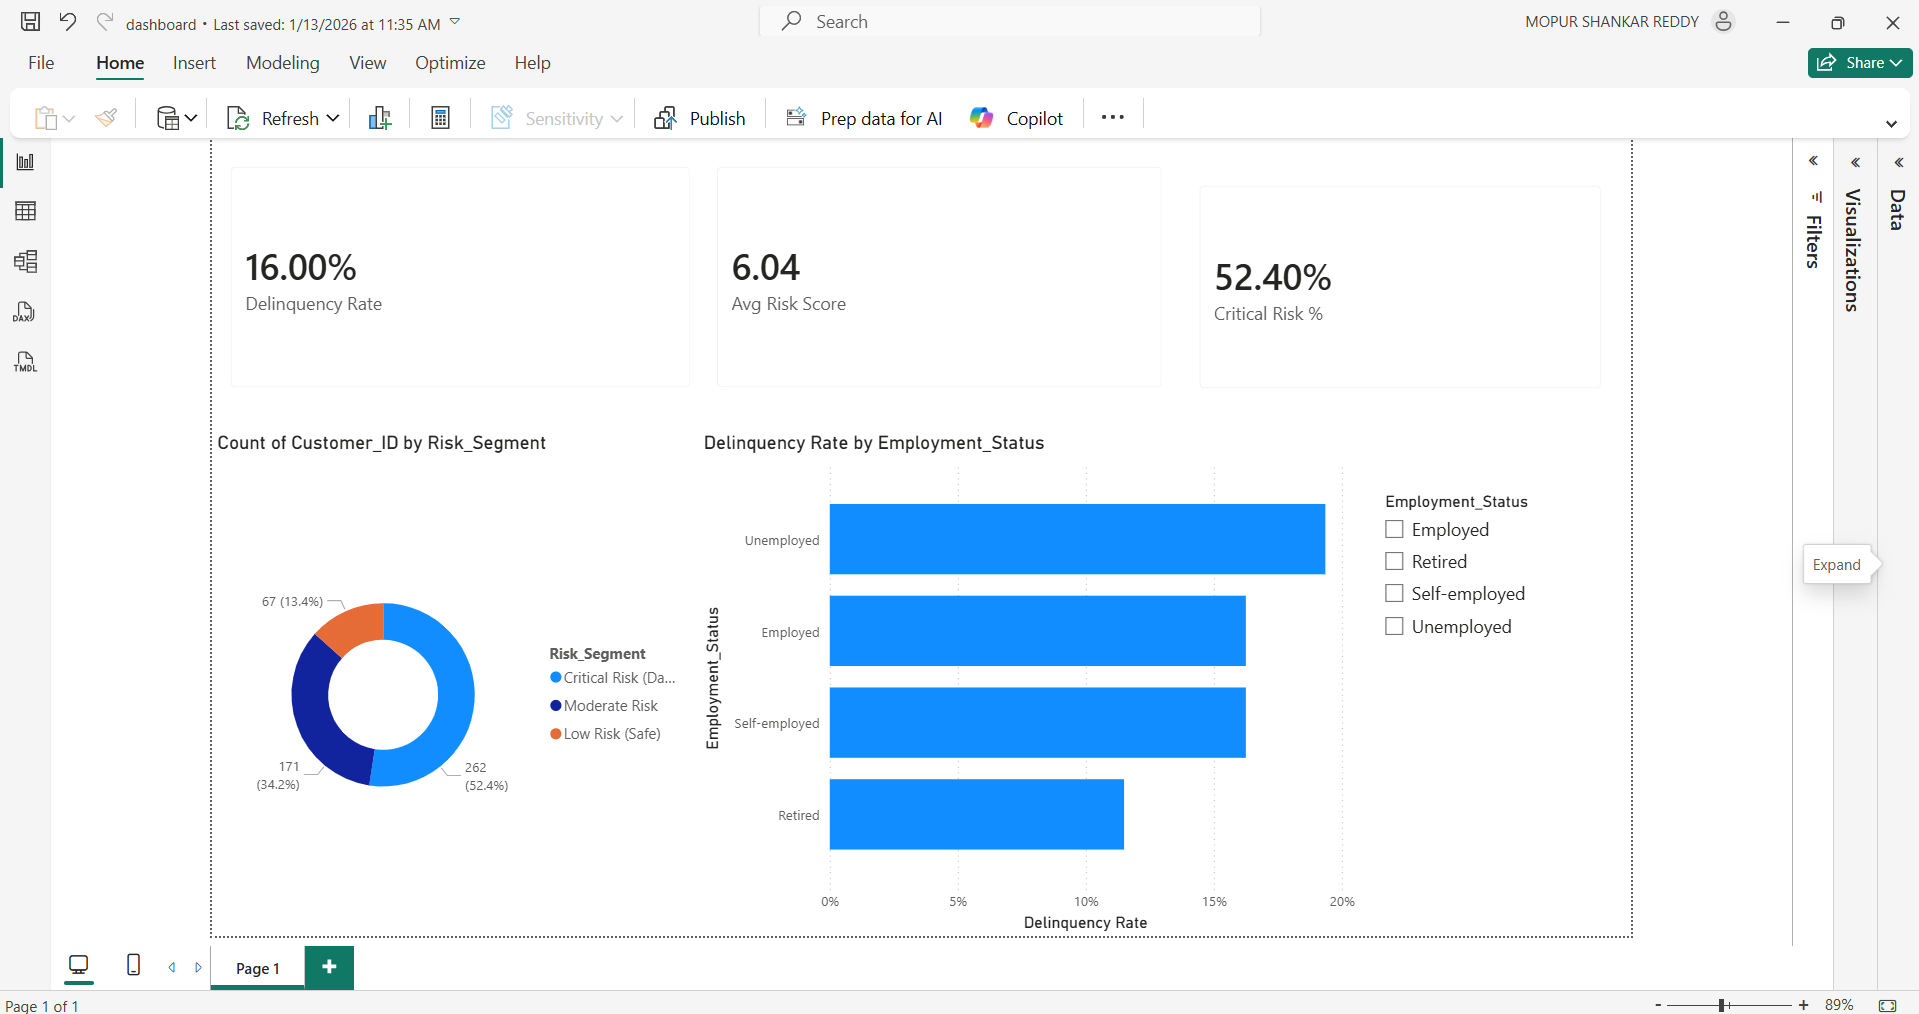 dashboard • Last saved: 1/13/2026 at 11:35 AM
Search
MOPUR SHANKAR REDDY
File
Home
Insert
Modeling
View
Optimize
Help
Share
Refresh
Sensitivity
Publish
Prep data for AI
Copilot
DAX
TMDL
16.00%
Delinquency Rate
6.04
Avg Risk Score
52.40%
Critical Risk %
Filters
Visualizations
Data
Count of Customer_ID by Risk_Segment
67 (13.4%)
171
(34.2%)
262
(52.4%)
Risk_Segment
Critical Risk (Da...
Moderate Risk
Low Risk (Safe)
Delinquency Rate by Employment_Status
Employment_Status
Unemployed
Employed
Self-employed
Retired
0%
5%
10%
15%
20%
Delinquency Rate
Employment_Status
Employed
Retired
Self-employed
Unemployed
Expand
Page 1
Page 1 of 1
- + 89%